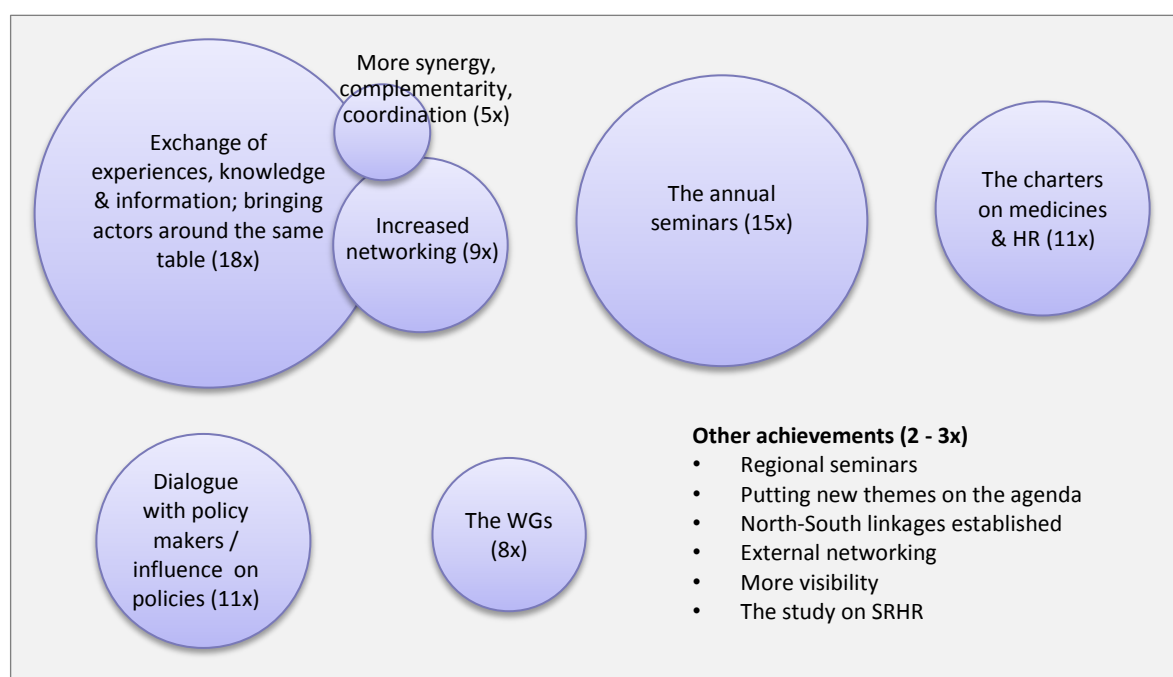 More synergy,
complementarity,
coordination (5x)
Exchange of
experiences, knowledge
& information; bringing
actors around the same
table (18x)
Increased
networking (9x)
The annual
seminars (15x)
The charters
on medicines
& HR (11x)
Dialogue
with policy
makers /
influence on
policies (11x)
The WGs
(8x)
Other achievements (2 - 3x)
• Regional seminars
• Putting new themes on the agenda
• North-South linkages established
• External networking
• More visibility
• The study on SRHR